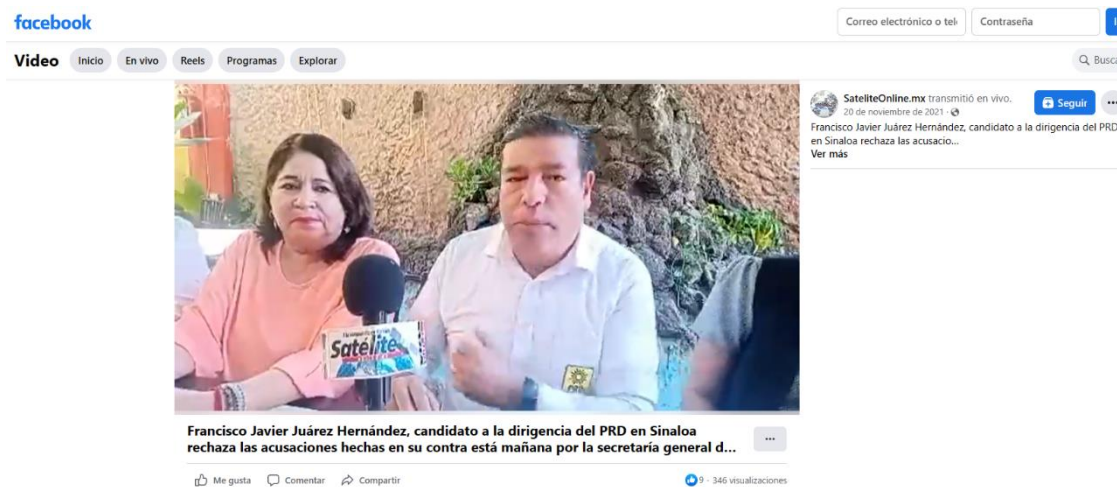 facebook
Correo electrónico o telé
Contraseña
Video
Inicio
En vivo
Reels
Programas
Explorar
Busca
SateliteOnline.mx transmitió en vivo.
20 de noviembre de 2021 ·
Seguir
...
Francisco Javier Juárez Hernández, candidato a la dirigencia del PRD
en Sinaloa rechaza las acusacio...
Ver más
Satélite
PRD
Francisco Javier Juárez Hernández, candidato a la dirigencia del PRD en Sinaloa
rechaza las acusaciones hechas en su contra está mañana por la secretaría general d...
...
Me gusta
Comentar
Compartir
9 · 346 visualizaciones